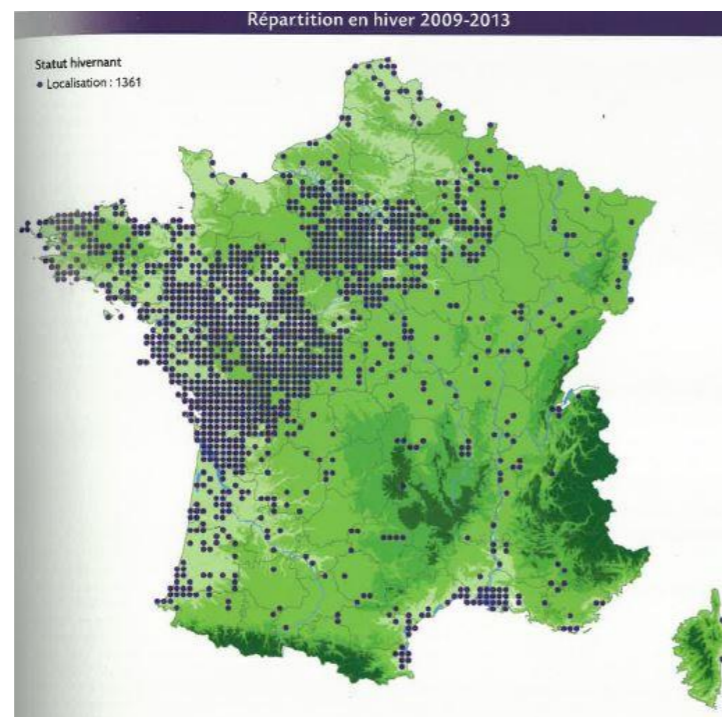 Répartition en hiver 2009-2013
Statut hivernant
• Localisation : 1361